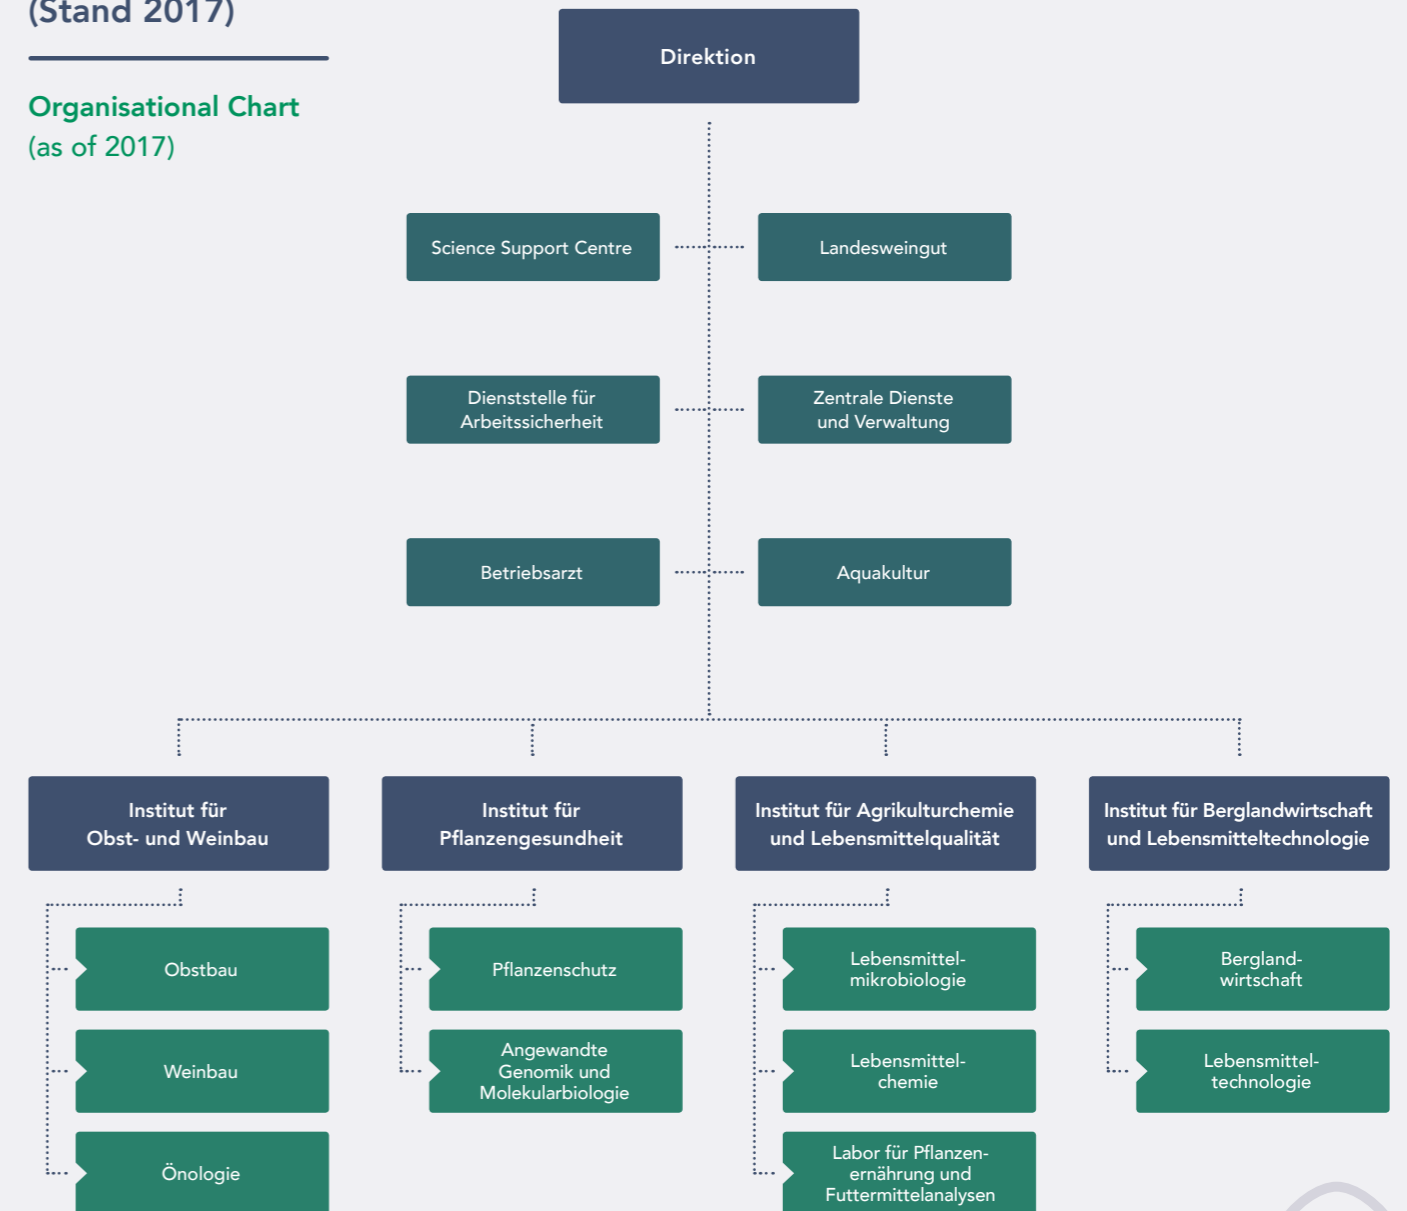 (Stand 2017)
Organisational Chart
(as of 2017)
Direktion
Science Support Centre
Landesweingut
Dienststelle für
Arbeitssicherheit
Zentrale Dienste
und Verwaltung
Betriebsarzt
Aquakultur
Institut für
Obst- und Weinbau
Institut für
Pflanzengesundheit
Institut für Agrikulturchemie
und Lebensmittelqualität
Institut für Berglandwirtschaft
und Lebensmitteltechnologie
Obstbau
Weinbau
Önologie
Pflanzenschutz
Angewandte
Genomik und
Molekularbiologie
Lebensmittel-
mikrobiologie
Lebensmittel-
chemie
Labor für Pflanzen-
ernährung und
Futtermittelanalysen
Bergland-
wirtschaft
Lebensmittel-
technologie